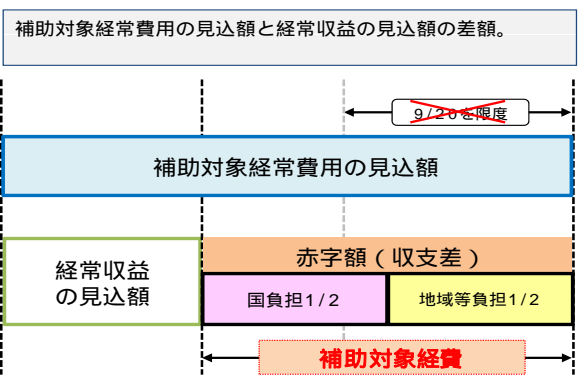 補助対象経常費用の見込額と経常収益の見込額の差額。
9/20を限度
補助対象経常費用の見込額
経常収益
の見込額
赤字額(収支差)
国負担1/2
地域等負担1/2
補助対象経費